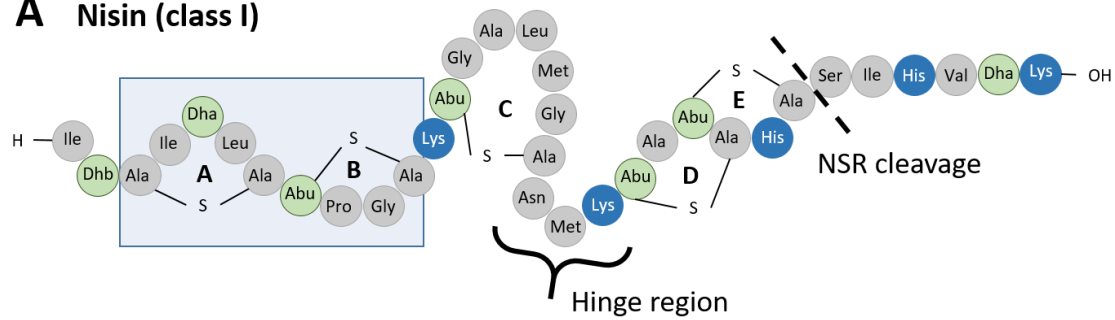 A Nisin (class I)
H Ile Dhb Ala Ile Dha Leu Ala S A
Abu Pro Gly Ala S B
Lys Abu Gly Ala Leu Met Gly Ala S C
Asn Met Lys
Abu Ala Abu Ala S D
S E Ala His
Ser Ile His Val Dha Lys OH
NSR cleavage
Hinge region